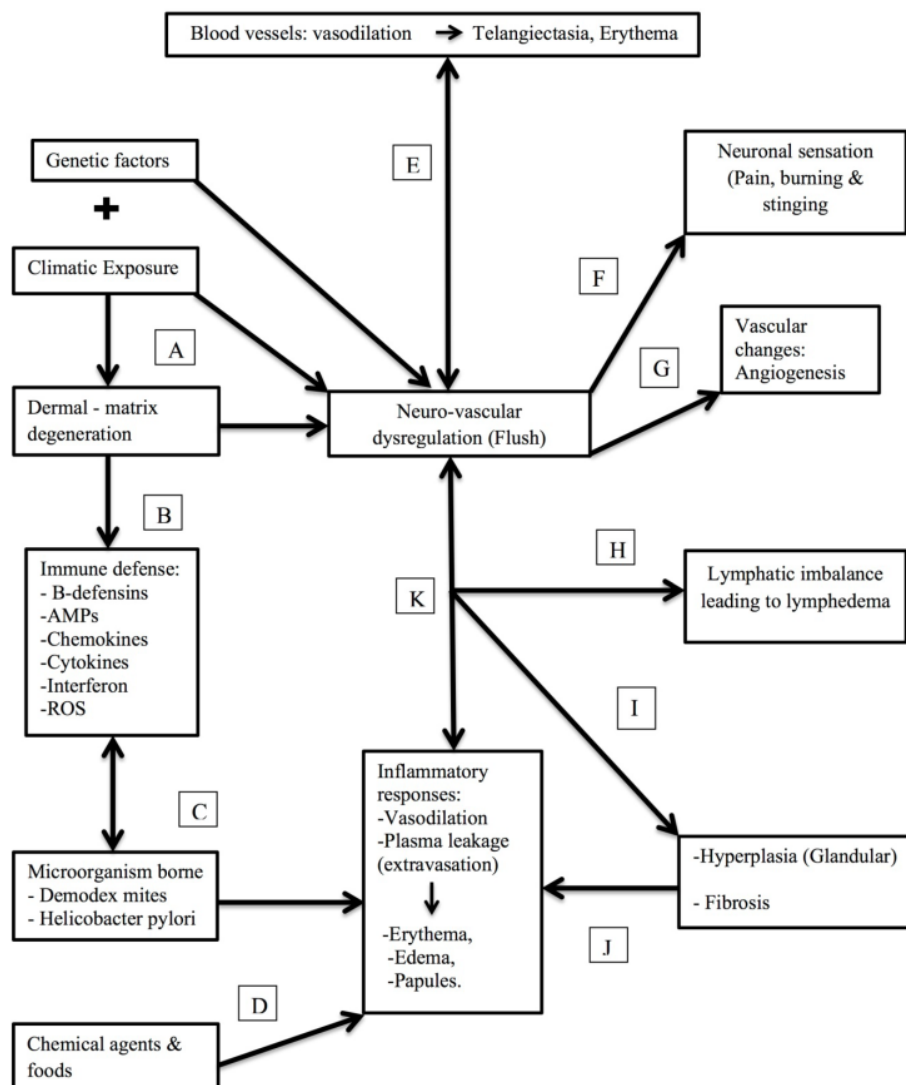 Blood vessels: vasodilation → Telangiectasia, Erythema
E
Genetic factors
+
Climatic Exposure
Neuronal sensation
(Pain, burning &
stinging
F
A
Vascular
changes:
Angiogenesis
G
Dermal - matrix
degeneration
Neuro-vascular
dysregulation (Flush)
B
Immune defense:
- B-defensins
-AMPs
-Chemokines
-Cytokines
-Interferon
-ROS
K
H
Lymphatic imbalance
leading to lymphedema
I
C
Microorganism borne
- Demodex mites
- Helicobacter pylori
Inflammatory
responses:
-Vasodilation
-Plasma leakage
(extravasation)
-Erythema,
-Edema,
-Papules.
-Hyperplasia (Glandular)
- Fibrosis
J
D
Chemical agents &
foods